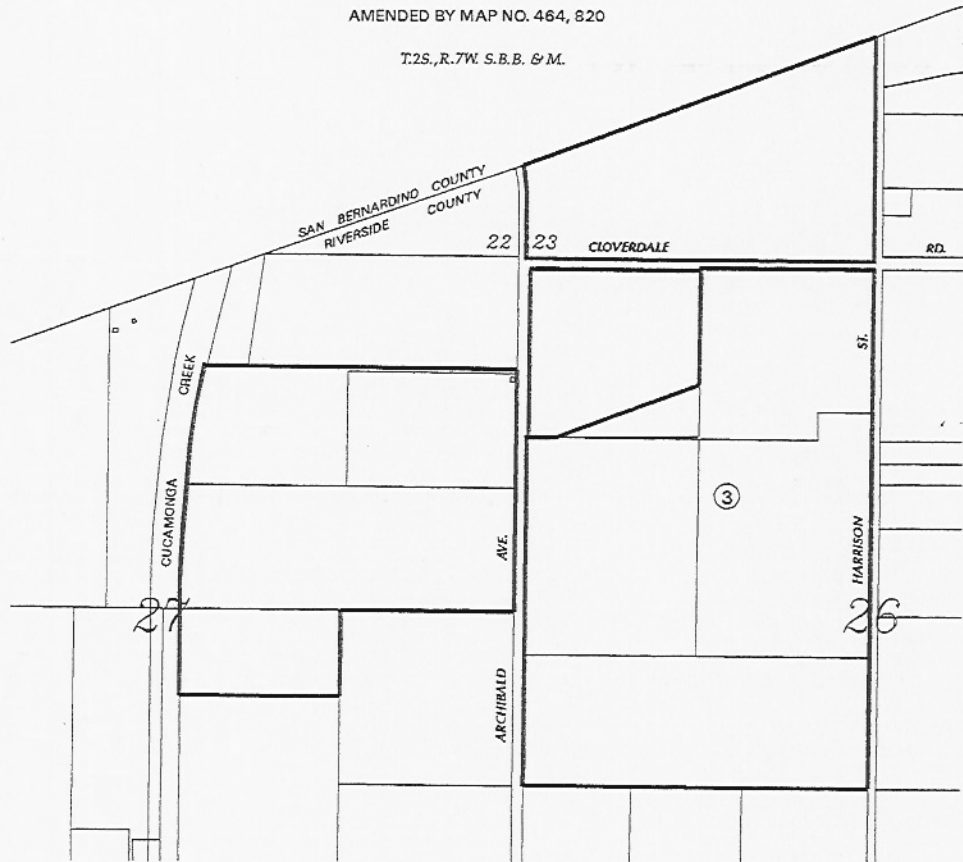 AMENDED BY MAP NO. 464, 820
T.2S., R.7W. S.B.B. & M.
SAN BERNARDINO COUNTY
RIVERSIDE COUNTY
22 23 CLOVERDALE RD.
ST.
CREEK
CUCAMONGA
3
AVE.
HARRISON
27
26
ARCHIBALD